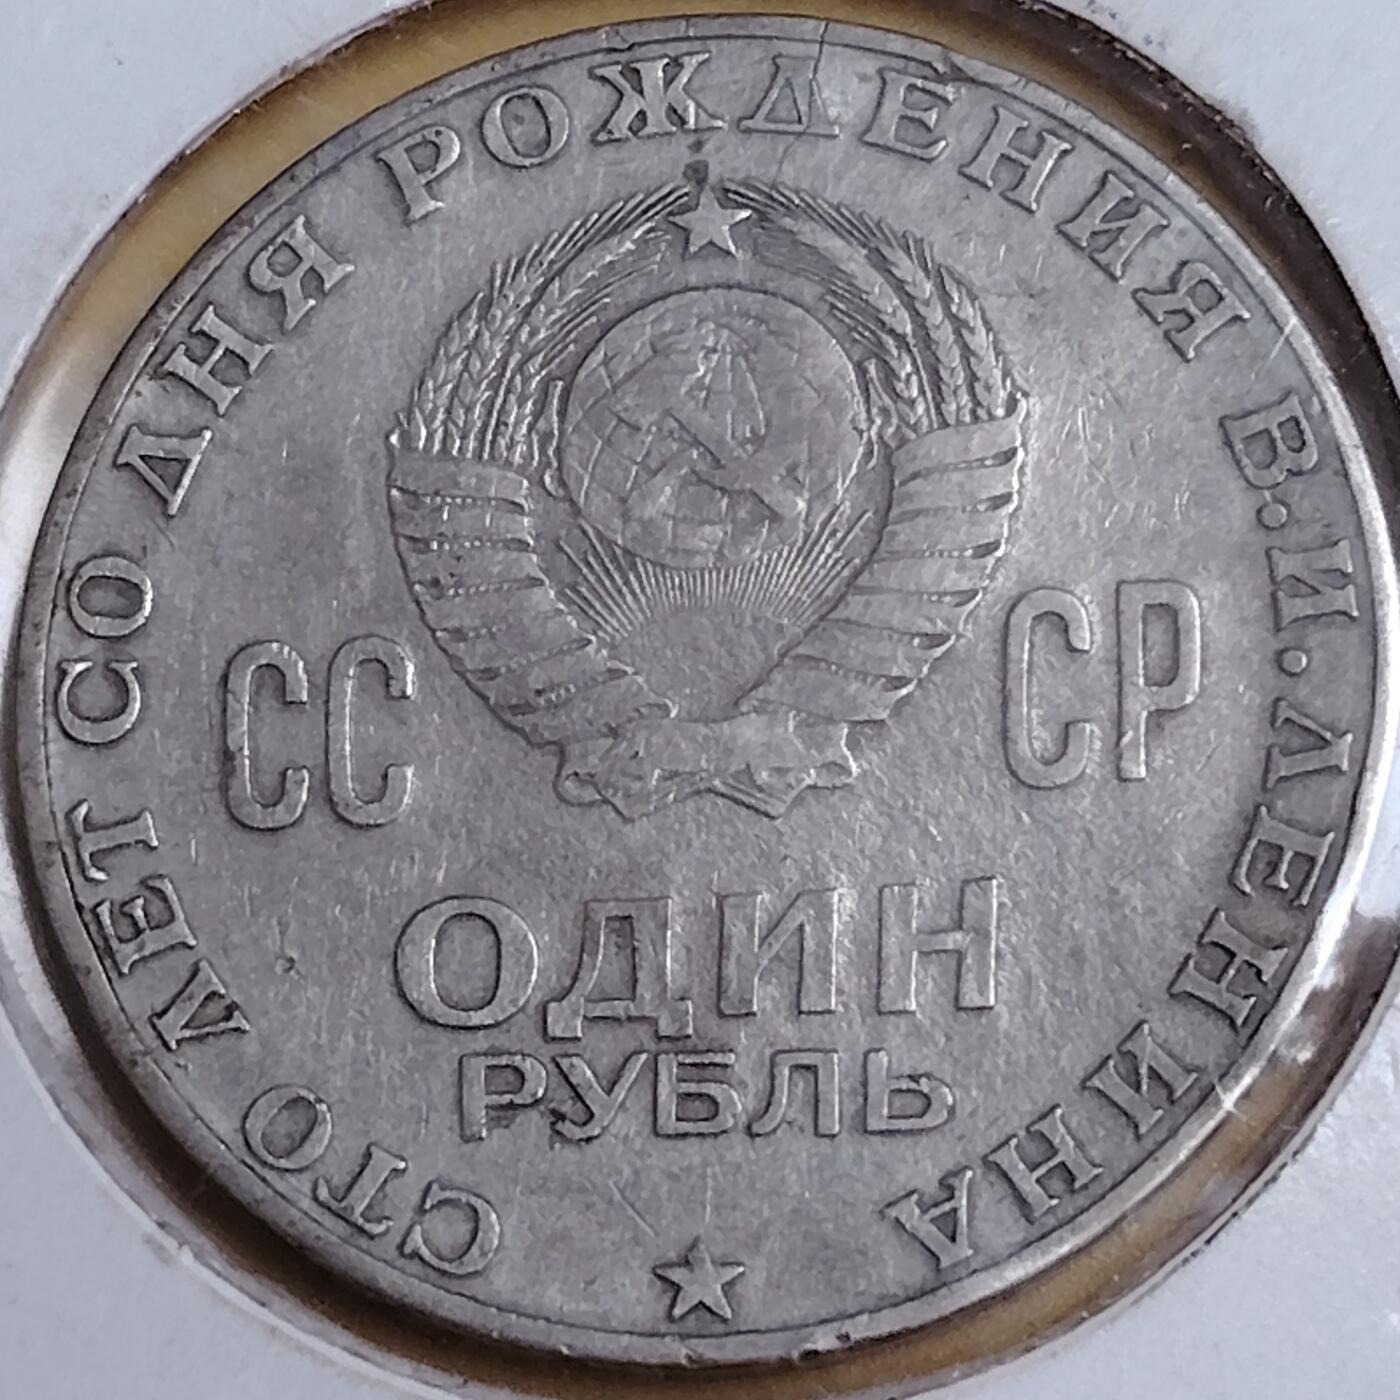 СТО ЛЕТ СО ДНЯ РОЖДЕНИЯ В.И.ЛЕНИНА
СС СР
ОДИН
РУБЛЬ